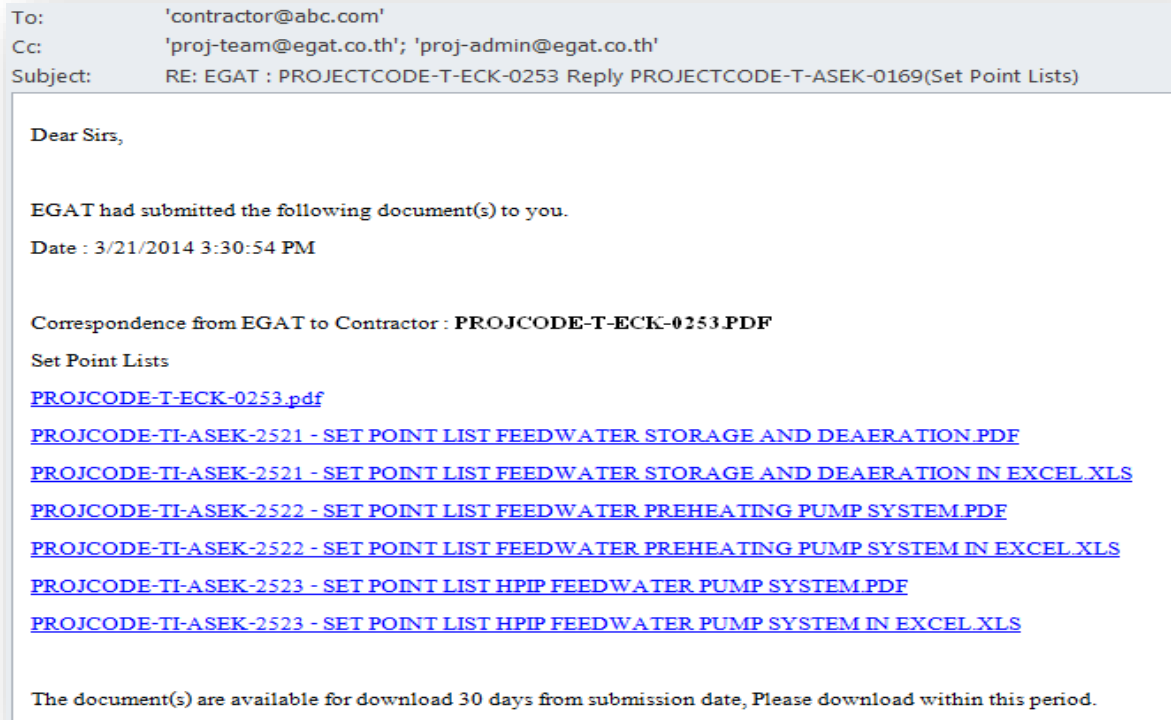 To: 'contractor@abc.com'
Cc: 'proj-team@egat.co.th'; 'proj-admin@egat.co.th'
Subject: RE: EGAT : PROJECTCODE-T-ECK-0253 Reply PROJECTCODE-T-ASEK-0169(Set Point Lists)
Dear Sirs,
EGAT had submitted the following document(s) to you.
Date : 3/21/2014 3:30:54 PM
Correspondence from EGAT to Contractor : PROJCODE-T-ECK-0253.PDF
Set Point Lists
PROJCODE-T-ECK-0253.pdf
PROJCODE-TI-ASEK-2521 - SET POINT LIST FEEDWATER STORAGE AND DEAERATION.PDF
PROJCODE-TI-ASEK-2521 - SET POINT LIST FEEDWATER STORAGE AND DEAERATION IN EXCEL.XLS
PROJCODE-TI-ASEK-2522 - SET POINT LIST FEEDWATER PREHEATING PUMP SYSTEM.PDF
PROJCODE-TI-ASEK-2522 - SET POINT LIST FEEDWATER PREHEATING PUMP SYSTEM IN EXCEL.XLS
PROJCODE-TI-ASEK-2523 - SET POINT LIST HPIP FEEDWATER PUMP SYSTEM.PDF
PROJCODE-TI-ASEK-2523 - SET POINT LIST HPIP FEEDWATER PUMP SYSTEM IN EXCEL.XLS
The document(s) are available for download 30 days from submission date, Please download within this period.